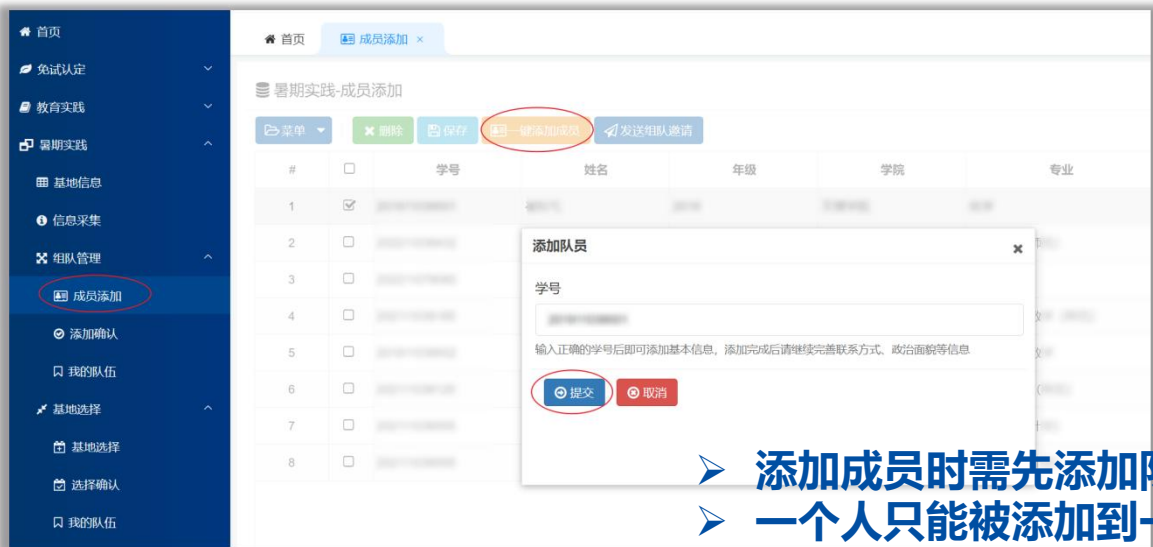 首页
免试认定
教育实践
暑期实践
基地信息
信息采集
组队管理
成员添加
添加确认
我的队伍
基地选择
基地选择
选择确认
我的队伍
首页 成员添加 ×
暑期实践-成员添加
菜单 删除 保存 一键添加成员 发送组队邀请
# 学号 姓名 年级 学院 专业
1
2
3
4
5
6
7
8
添加队员
学号
输入正确的学号后即可添加基本信息，添加完成后请继续完善联系方式、政治面貌等信息
提交 取消
➢ 添加成员时需先添加
➢ 一个人只能被添加到